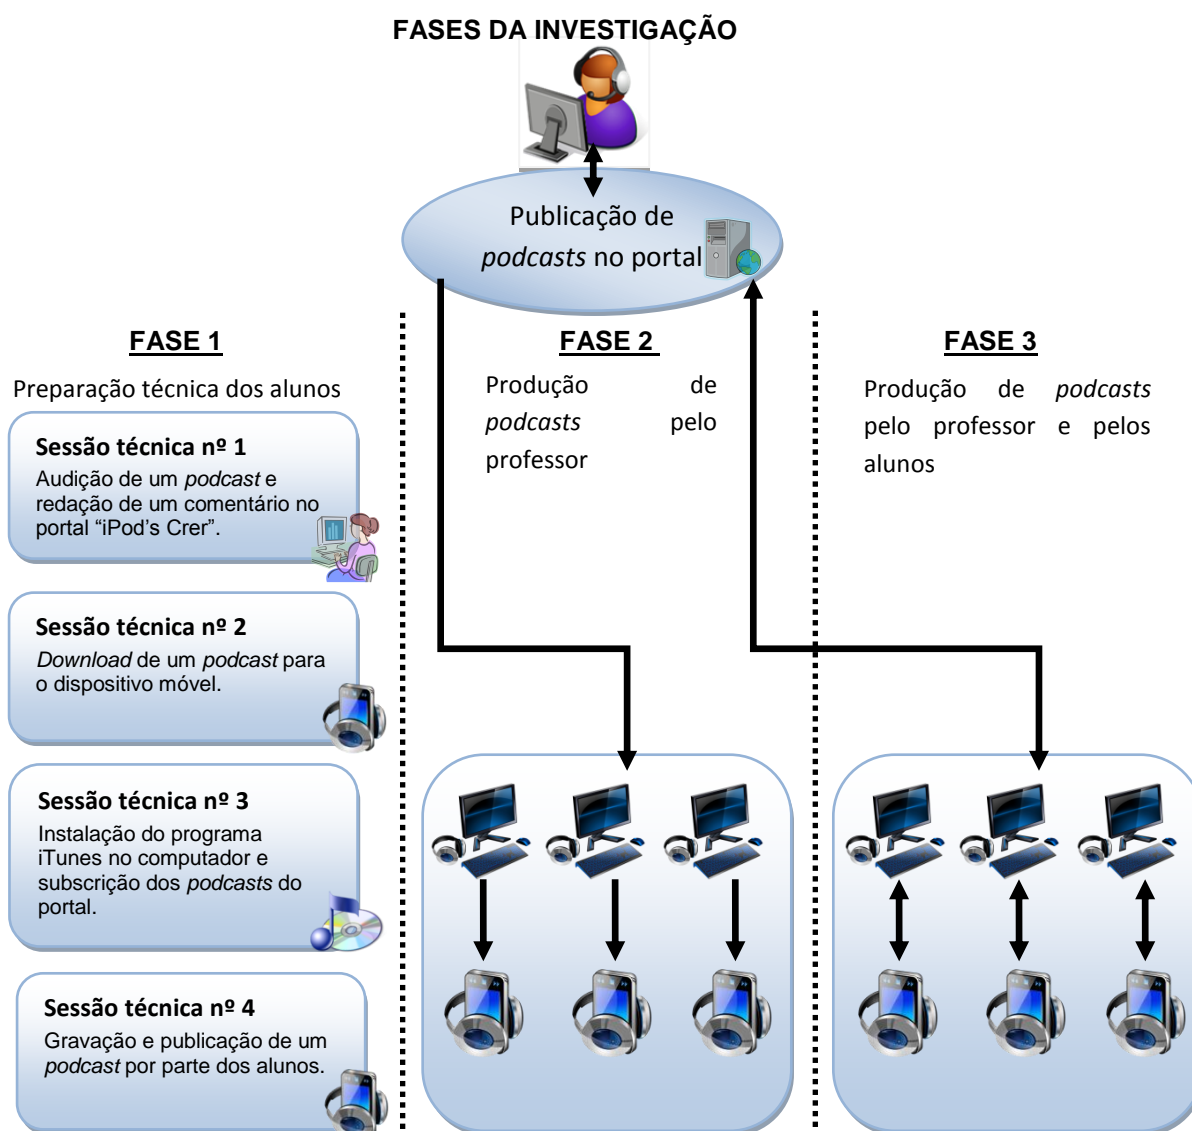 FASES DA INVESTIGAÇÃO
Publicação de
podcasts no portal
FASE 1
Preparação técnica dos alunos
Sessão técnica nº 1
Audição de um podcast e
redação de um comentário no
portal “iPod’s Crer”.
Sessão técnica nº 2
Download de um podcast para
o dispositivo móvel.
Sessão técnica nº 3
Instalação do programa
iTunes no computador e
subscrição dos podcasts do
portal.
Sessão técnica nº 4
Gravação e publicação de um
podcast por parte dos alunos.
FASE 2
Produção de
podcasts pelo
professor
FASE 3
Produção de podcasts
pelo professor e pelos
alunos